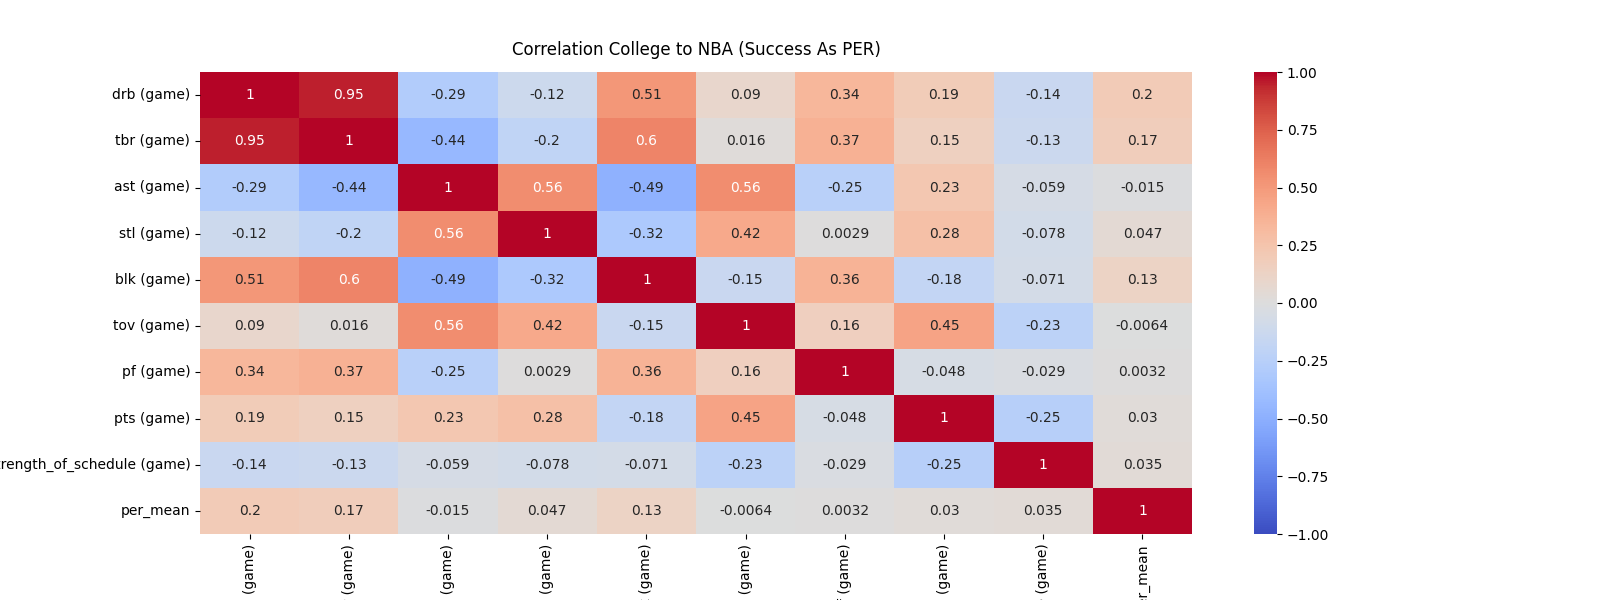 Correlation College to NBA (Success As PER)
drb (game) 1 0.95 -0.29 -0.12 0.51 0.09 0.34 0.19 -0.14 0.2
tbr (game) 0.95 1 -0.44 -0.2 0.6 0.016 0.37 0.15 -0.13 0.17
ast (game) -0.29 -0.44 1 0.56 -0.49 0.56 -0.25 0.23 -0.059 -0.015
stl (game) -0.12 -0.2 0.56 1 -0.32 0.42 0.0029 0.28 -0.078 0.047
blk (game) 0.51 0.6 -0.49 -0.32 1 -0.15 0.36 -0.18 -0.071 0.13
tov (game) 0.09 0.016 0.56 0.42 -0.15 1 0.16 0.45 -0.23 -0.0064
pf (game) 0.34 0.37 -0.25 0.0029 0.36 0.16 1 -0.048 -0.029 0.0032
pts (game) 0.19 0.15 0.23 0.28 -0.18 0.45 -0.048 1 -0.25 0.03
trength_of_schedule (game) -0.14 -0.13 -0.059 -0.078 -0.071 -0.23 -0.029 -0.25 1 0.035
per_mean 0.2 0.17 -0.015 0.047 0.13 -0.0064 0.0032 0.03 0.035 1
(game) (game) (game) (game) (game) (game) (game) (game) (game) er_mean
1.00
0.75
0.50
0.25
0.00
−0.25
−0.50
−0.75
−1.00